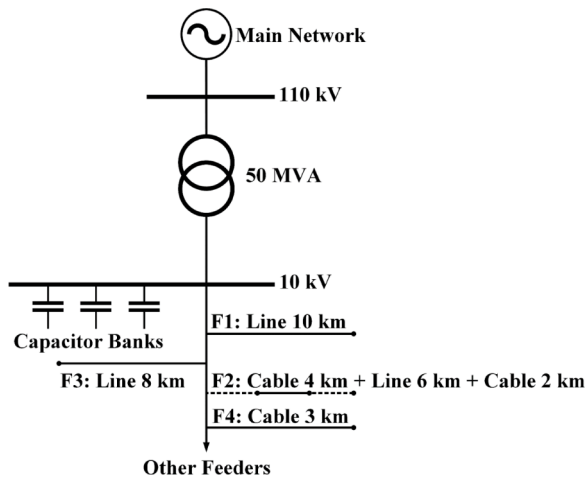 Main Network
110 kV
50 MVA
10 kV
F1: Line 10 km
Capacitor Banks
F3: Line 8 km
F2: Cable 4 km + Line 6 km + Cable 2 km
F4: Cable 3 km
Other Feeders